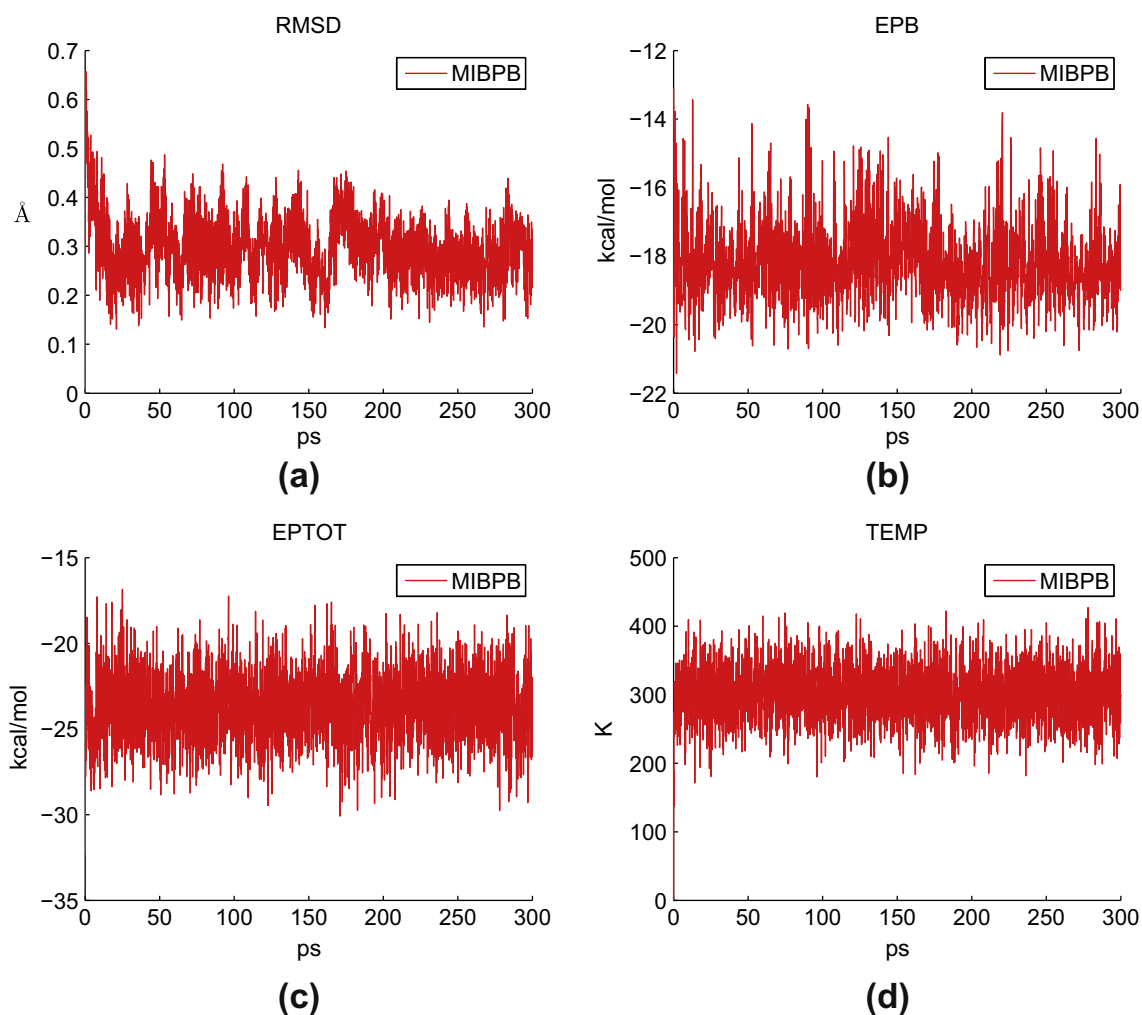 RMSD
0.7
0.6
0.5
0.4
0.3
0.2
0.1
0
Å
MIBPB
0 50 100 150 200 250 300
ps
(a)
EPB
−12
−14
−16
−18
−20
−22
kcal/mol
MIBPB
0 50 100 150 200 250 300
ps
(b)
EPTOT
−15
−20
−25
−30
−35
kcal/mol
MIBPB
0 50 100 150 200 250 300
ps
(c)
TEMP
500
400
300
200
100
0
K
MIBPB
0 50 100 150 200 250 300
ps
(d)